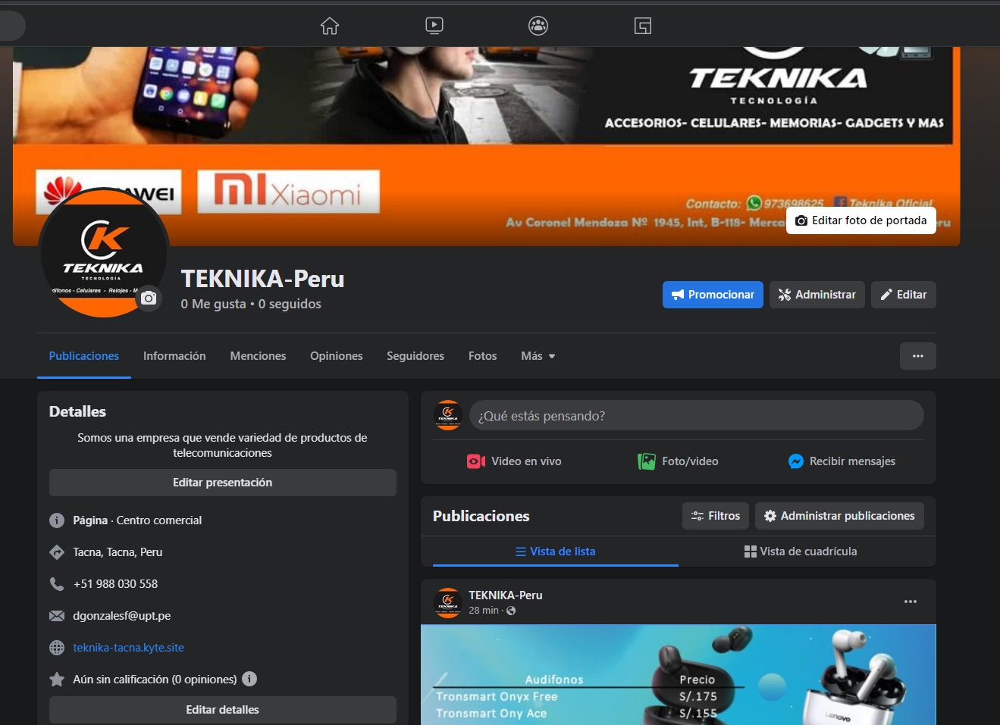 TEKNIKA
TECNOLOGÍA
ACCESORIOS- CELULARES- MEMORIAS- GADGETS Y MAS
WEI
MI Xiaomi
Contacto: 973698625 Teknika Oficial
Av Coronel Mendoza Nº 1945, Int, B-118-
Editar foto de portada
TEKNIKA
TECNOLOGÍA
Celulares - Relojes -
TEKNIKA-Peru
0 Me gusta • 0 seguidos
Promocionar
Administrar
Editar
Publicaciones Información Menciones Opiniones Seguidores Fotos Más
Detalles
Somos una empresa que vende variedad de productos de
telecomunicaciones
Editar presentación
Página · Centro comercial
Tacna, Tacna, Peru
+51 988 030 558
dgonzalesf@upt.pe
teknika-tacna.kyte.site
Aún sin calificación (0 opiniones)
Editar detalles
TEKNIKA
¿Qué estás pensando?
Video en vivo Foto/video Recibir mensajes
Publicaciones
Filtros
Administrar publicaciones
Vista de lista Vista de cuadrícula
TEKNIKA
TEKNIKA-Peru
28 min ·
Audifonos Precio
Tronsmart Onyx Free S/.175
Tronsmart Ony Ace S/.155
Lenovo